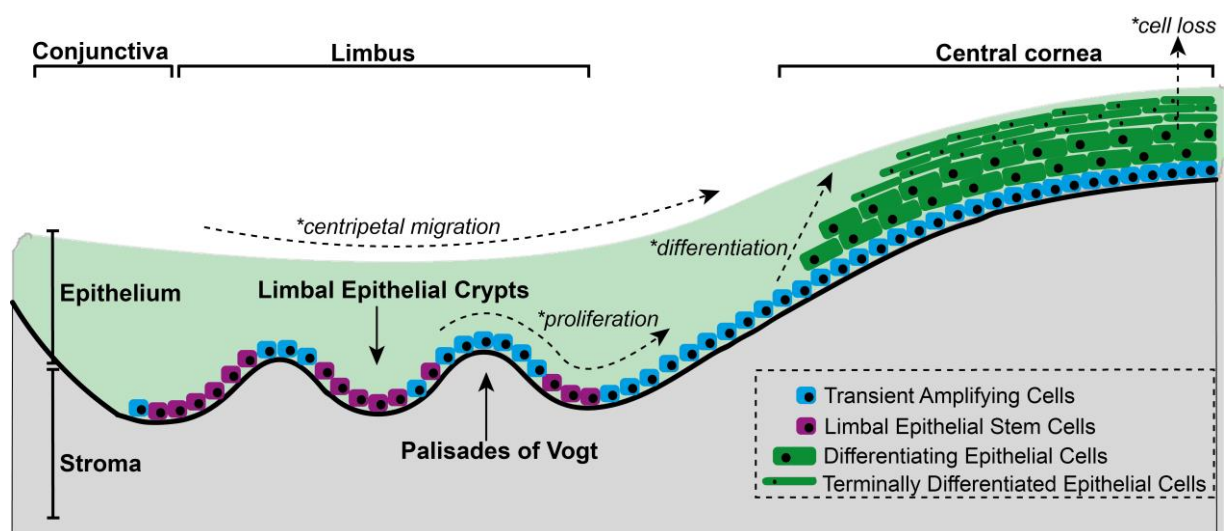 *cell loss
Conjunctiva
Limbus
Central cornea
*centripetal migration
*differentiation
Epithelium
Limbal Epithelial Crypts
*proliferation
Stroma
Palisades of Vogt
Transient Amplifying Cells
Limbal Epithelial Stem Cells
Differentiating Epithelial Cells
Terminally Differentiated Epithelial Cells